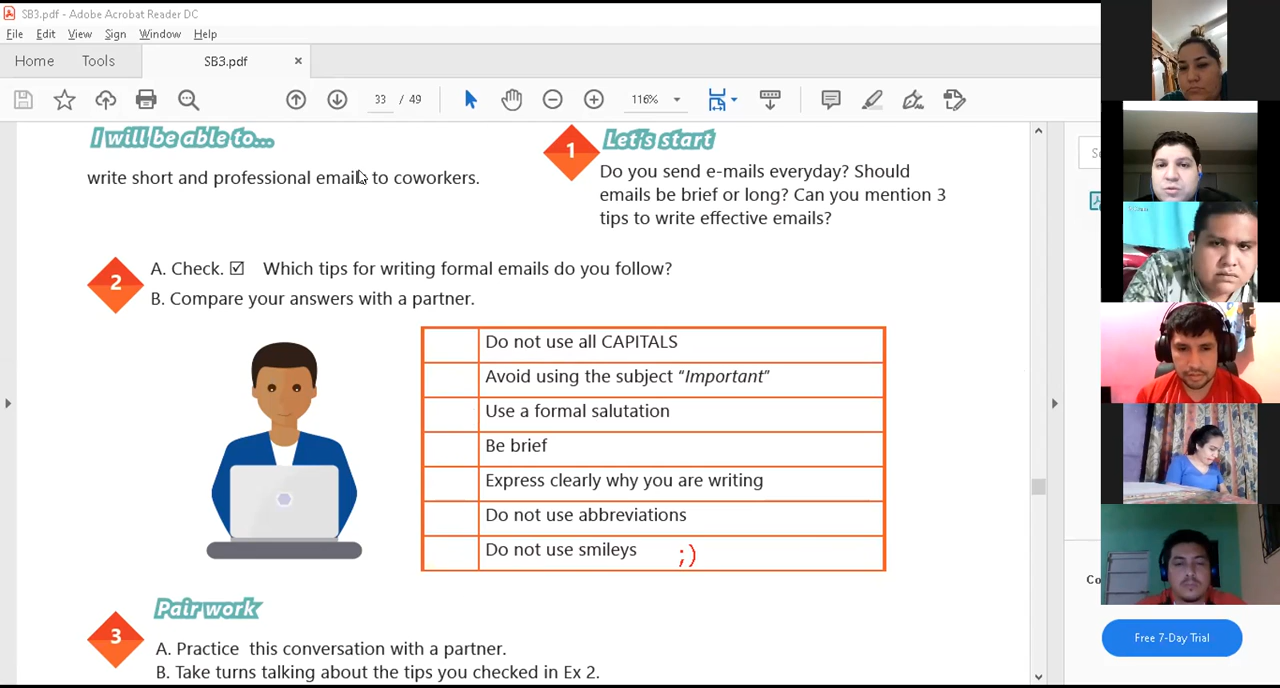 SB3.pdf - Adobe Acrobat Reader DC
File Edit View Sign Window Help
Home Tools SB3.pdf ×
33 / 49 116%
I will be able to...
write short and professional emails to coworkers.
1 Let's start
Do you send e-mails everyday? Should
emails be brief or long? Can you mention 3
tips to write effective emails?
2
A. Check. ☑ Which tips for writing formal emails do you follow?
B. Compare your answers with a partner.
Do not use all CAPITALS
Avoid using the subject “Important”
Use a formal salutation
Be brief
Express clearly why you are writing
Do not use abbreviations
Do not use smileys ;)
Pair work
3
A. Practice this conversation with a partner.
B. Take turns talking about the tips you checked in Ex 2.
Free 7-Day Trial